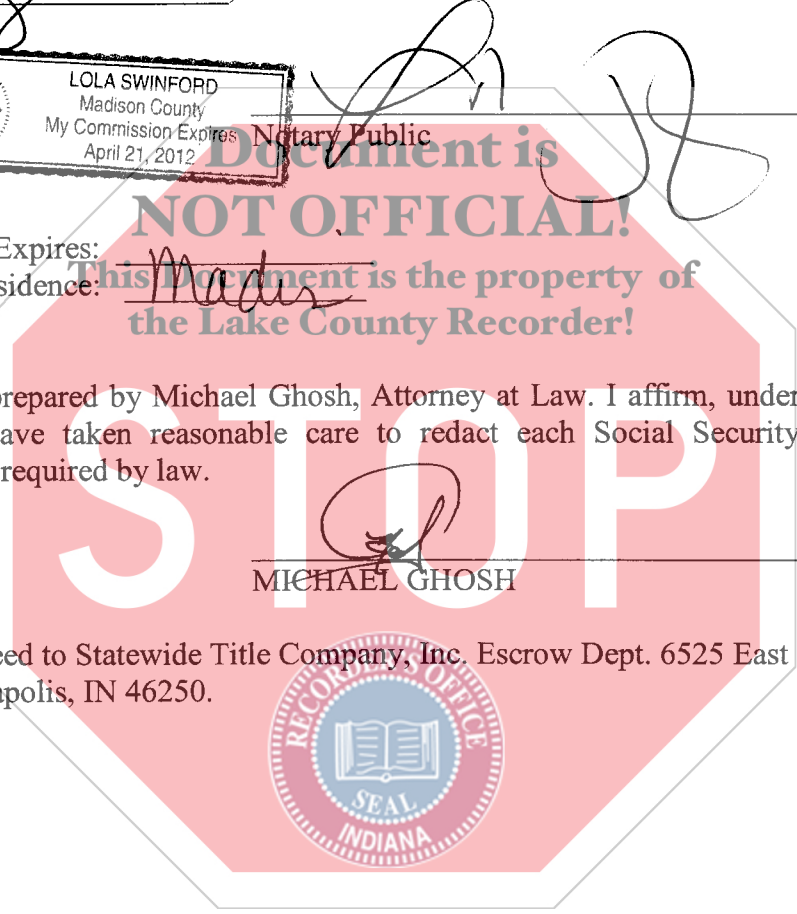 LOLA SWINFORD
Madison County
My Commission Expires
April 21, 2012
Notary Public
Document is
NOT OFFICIAL!
Expires:
sidence: Madis
This Document is the property of
the Lake County Recorder!
prepared by Michael Ghosh, Attorney at Law. I affirm, under
ave taken reasonable care to redact each Social Security
required by law.
STOP
MICHAEL GHOSH
eed to Statewide Title Company, Inc. Escrow Dept. 6525 East
apolis, IN 46250.
RECORDER'S OFFICE
SEAL
INDIANA